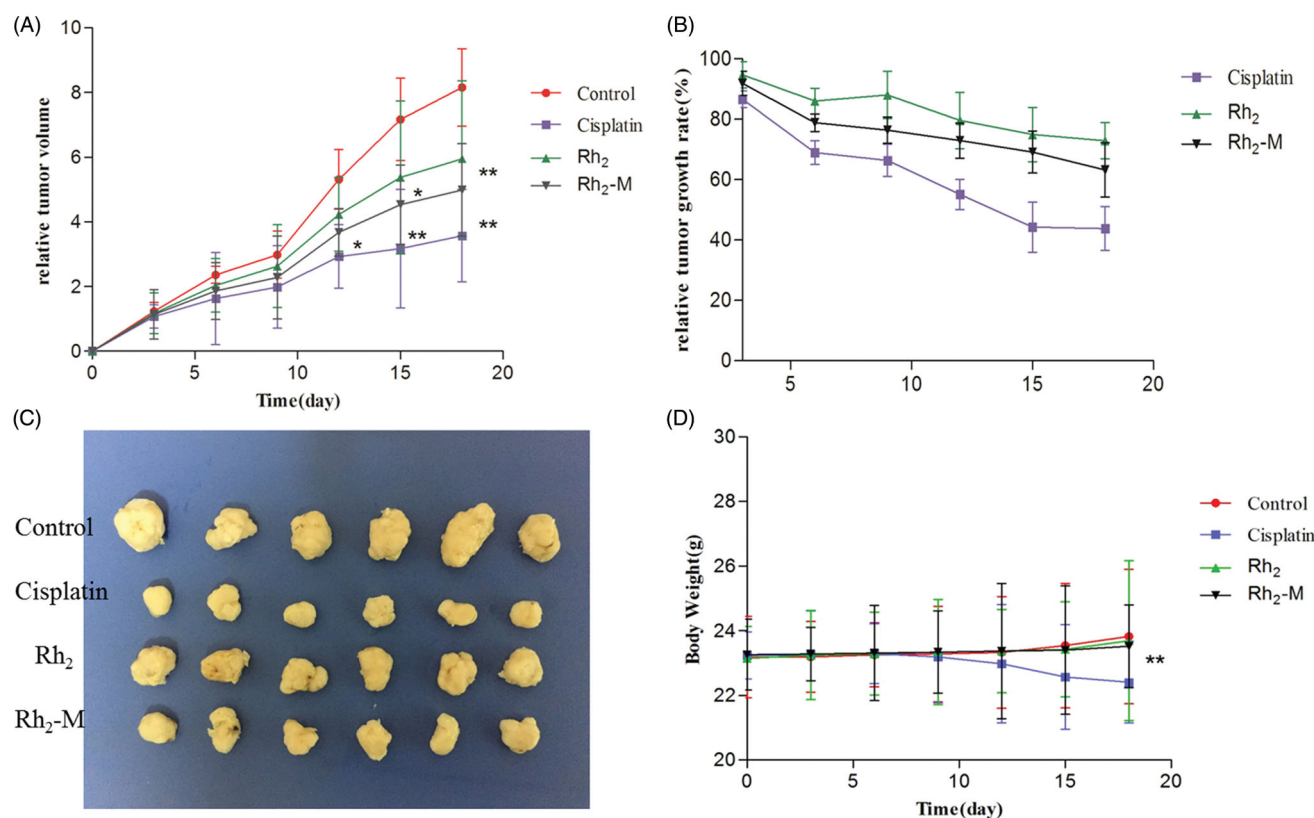 (A)
relative tumor volume
10
8
6
4
2
0
0 5 10 15 20
Time(day)
* ** * ** **
Control
Cisplatin
Rh₂
Rh₂-M
(B)
relative tumor growth rate(%)
100
80
60
40
20
0
5 10 15 20
Cisplatin
Rh₂
Rh₂-M
(C)
Control
Cisplatin
Rh₂
Rh₂-M
(D)
Body Weight(g)
30
28
26
24
22
20
0 5 10 15 20
Time(day)
**
Control
Cisplatin
Rh₂
Rh₂-M